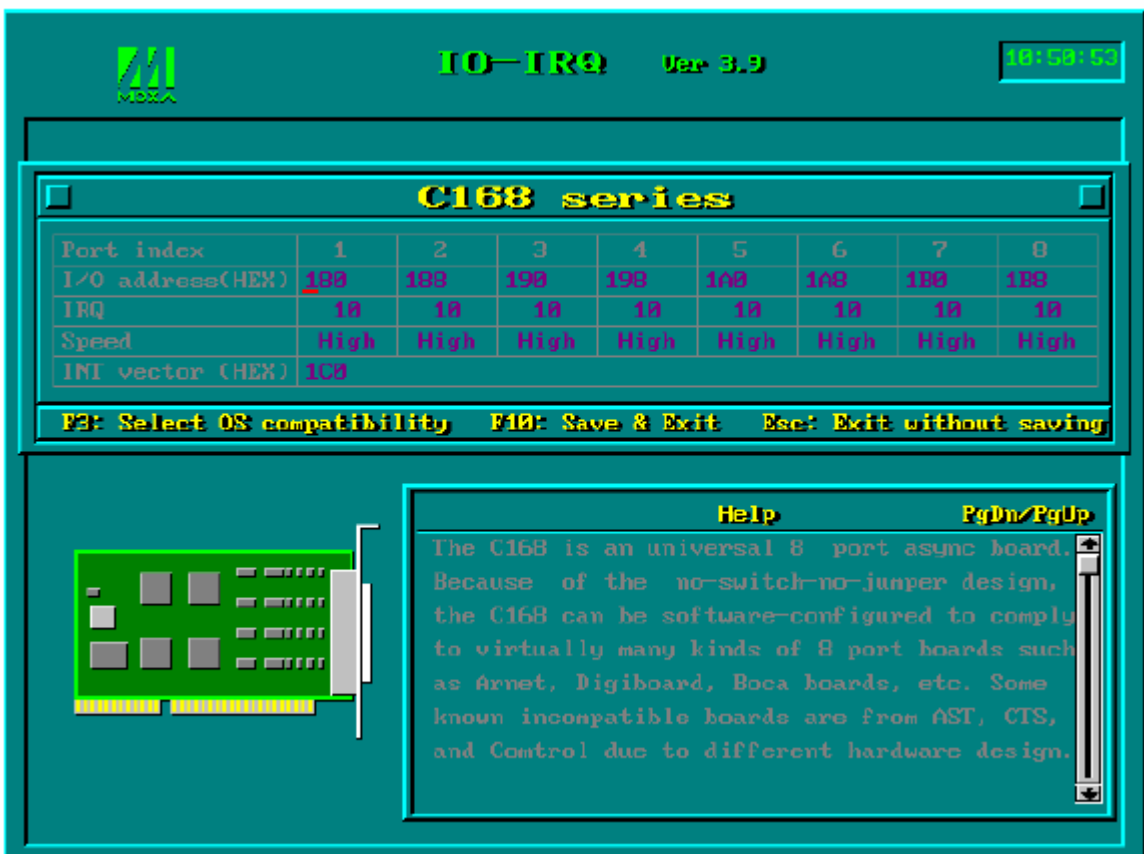 MOXA
IO-IRQ Ver 3.9
10:50:53
C168 series
Port index 1 2 3 4 5 6 7 8
I/O address(HEX) 180 188 190 198 1A0 1A8 1B0 1B8
IRQ 10 10 10 10 10 10 10 10
Speed High High High High High High High High
INT vector (HEX) 1C0
F3: Select OS compatibility F10: Save & Exit Esc: Exit without saving
Help PgDn/PgUp
The C168 is an universal 8 port async board.
Because of the no-switch-no-jumper design,
the C168 can be software-configured to comply
to virtually many kinds of 8 port boards such
as Arnet, Digiboard, Boca boards, etc. Some
known incompatible boards are from AST, CTS,
and Comtrol due to different hardware design.